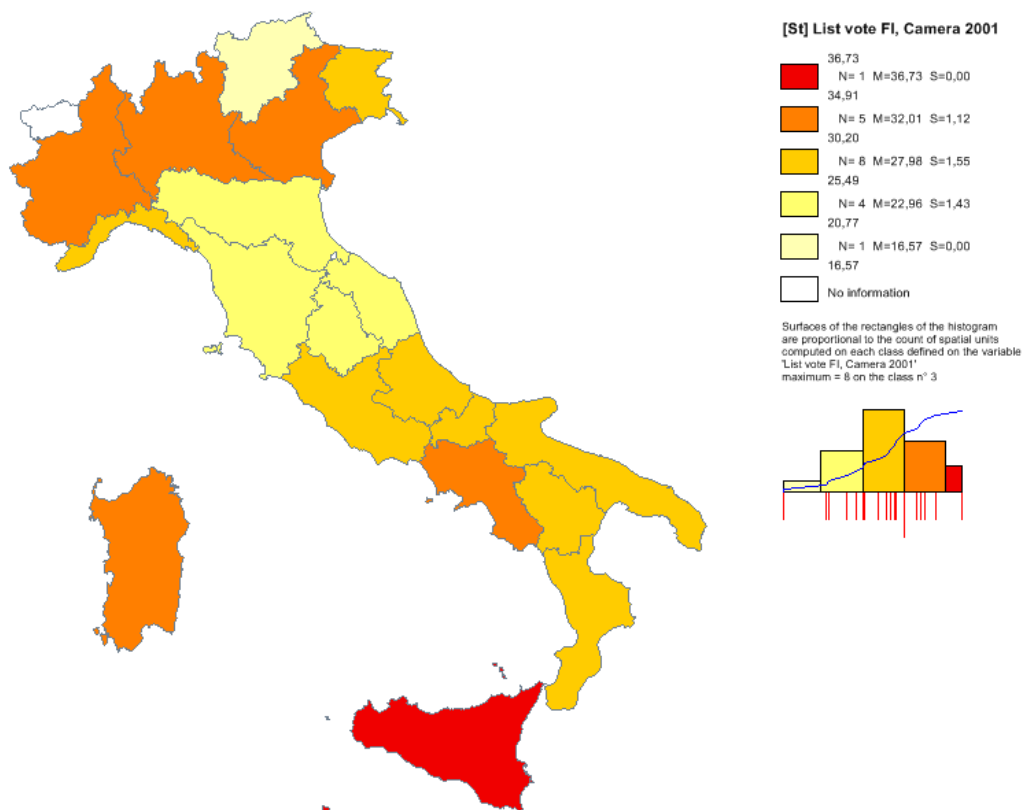 [St] List vote FI, Camera 2001
36,73
N= 1 M=36,73 S=0,00
34,91
N= 5 M=32,01 S=1,12
30,20
N= 8 M=27,98 S=1,55
25,49
N= 4 M=22,96 S=1,43
20,77
N= 1 M=16,57 S=0,00
16,57
No information
Surfaces of the rectangles of the histogram
are proportional to the count of spatial units
computed on each class defined on the variable
'List vote FI, Camera 2001'
maximum = 8 on the class n° 3